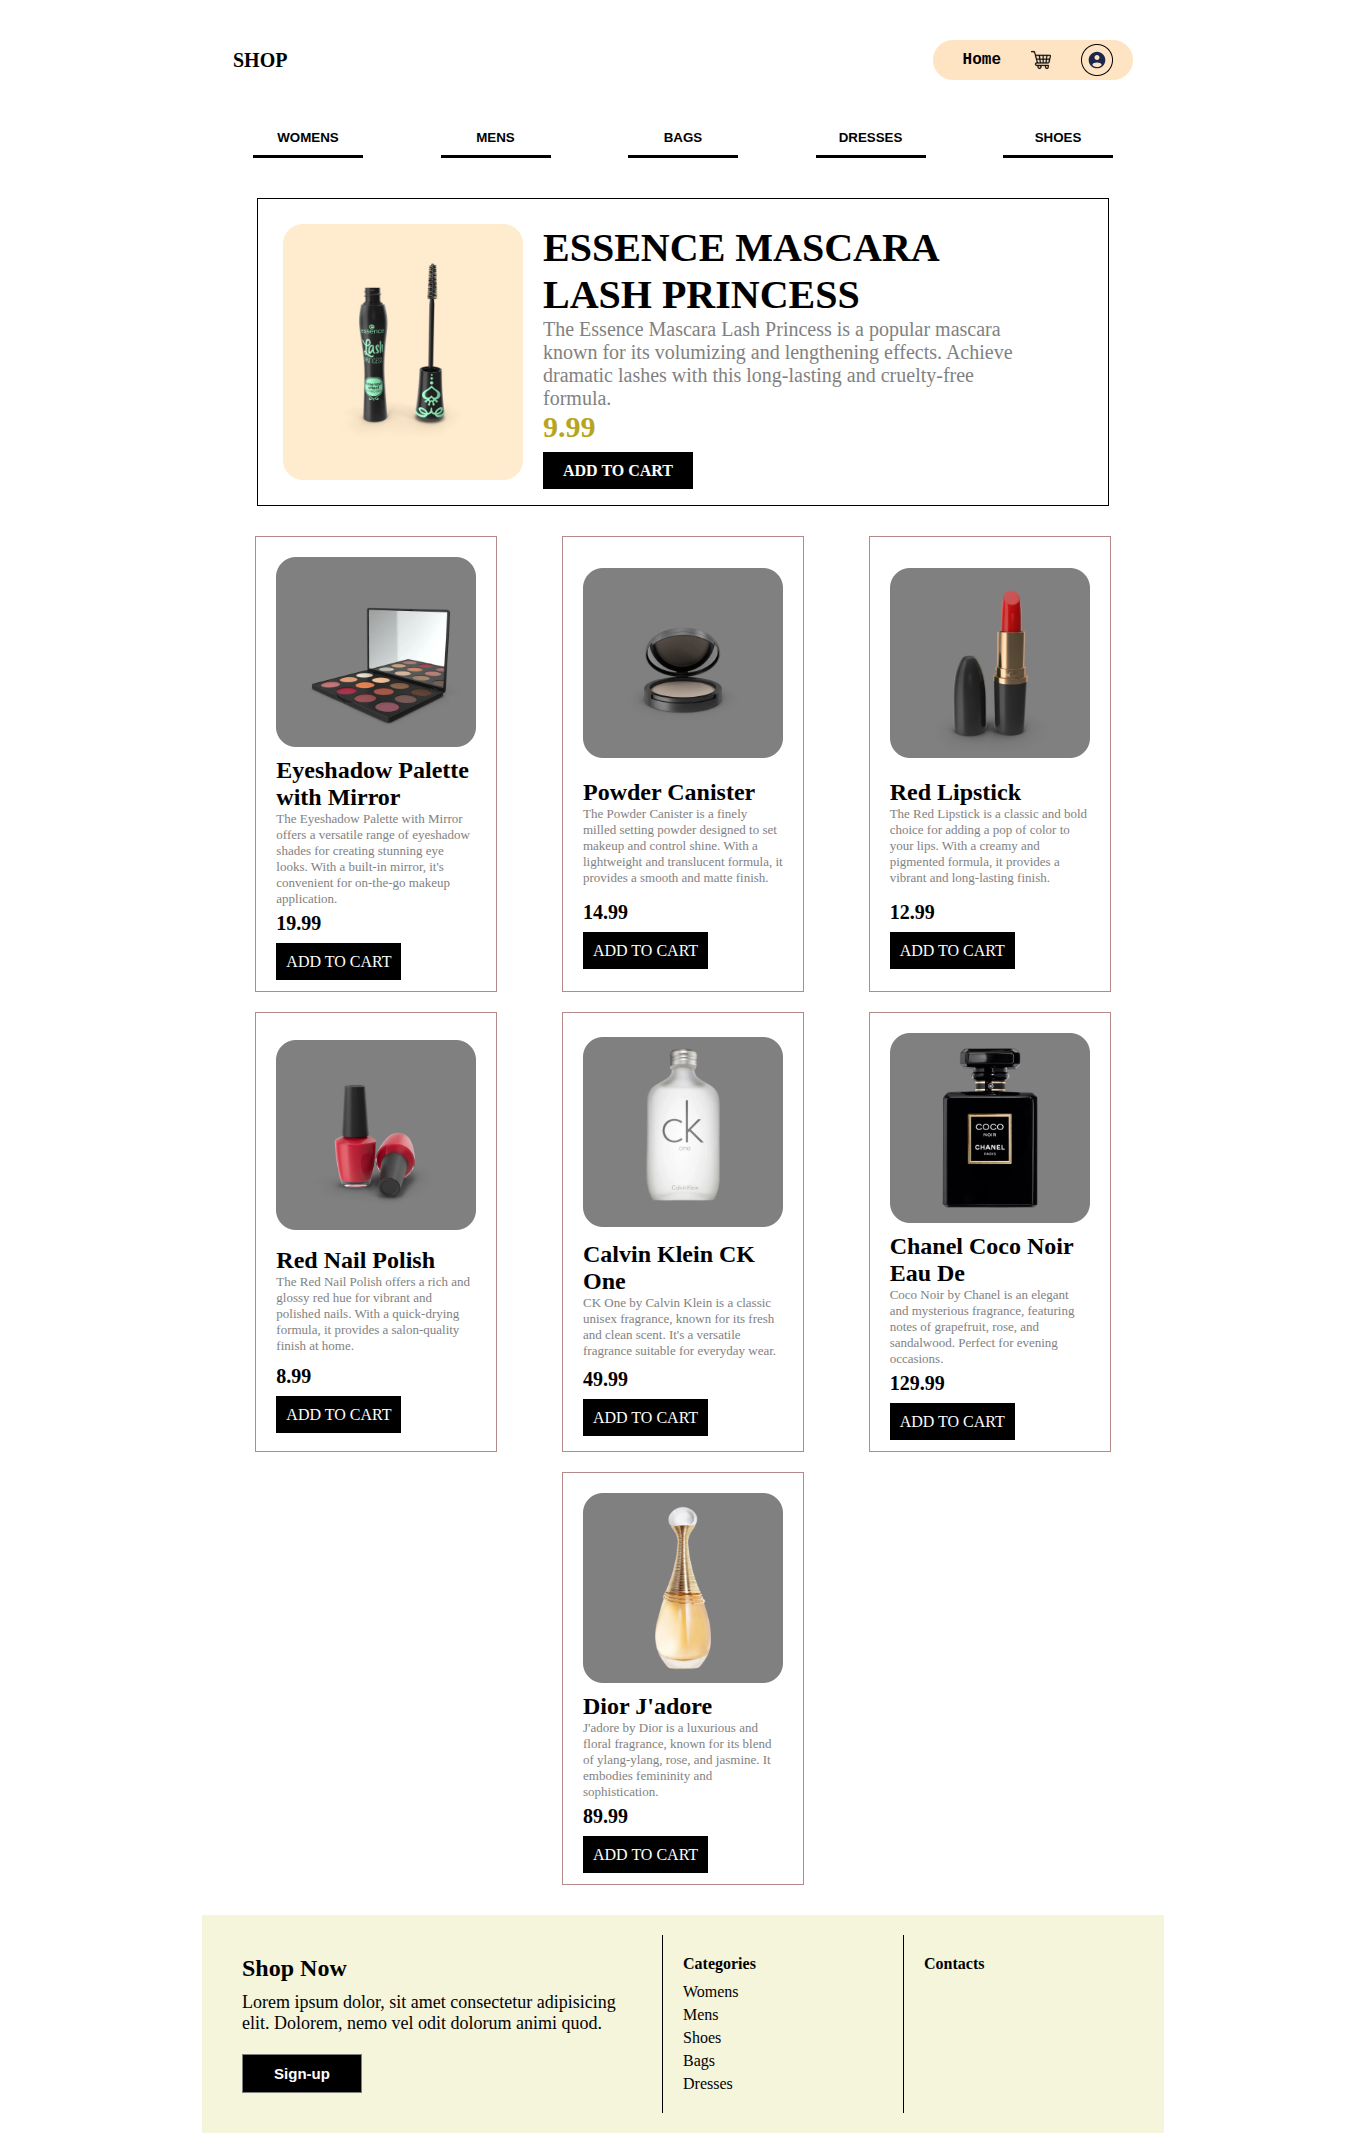 SHOP
Home
WOMENS
MENS
BAGS
DRESSES
SHOES
essence
Lash
ESSENCE MASCARA
LASH PRINCESS
The Essence Mascara Lash Princess is a popular mascara
known for its volumizing and lengthening effects. Achieve
dramatic lashes with this long-lasting and cruelty-free
formula.
9.99
ADD TO CART
Eyeshadow Palette
with Mirror
The Eyeshadow Palette with Mirror
offers a versatile range of eyeshadow
shades for creating stunning eye
looks. With a built-in mirror, it's
convenient for on-the-go makeup
application.
19.99
ADD TO CART
Powder Canister
The Powder Canister is a finely
milled setting powder designed to set
makeup and control shine. With a
lightweight and translucent formula, it
provides a smooth and matte finish.
14.99
ADD TO CART
Red Lipstick
The Red Lipstick is a classic and bold
choice for adding a pop of color to
your lips. With a creamy and
pigmented formula, it provides a
vibrant and long-lasting finish.
12.99
ADD TO CART
Red Nail Polish
The Red Nail Polish offers a rich and
glossy red hue for vibrant and
polished nails. With a quick-drying
formula, it provides a salon-quality
finish at home.
8.99
ADD TO CART
ck
one
Calvin Klein
Calvin Klein CK
One
CK One by Calvin Klein is a classic
unisex fragrance, known for its fresh
and clean scent. It's a versatile
fragrance suitable for everyday wear.
49.99
ADD TO CART
COCO
NOIR
CHANEL
PARIS
Chanel Coco Noir
Eau De
Coco Noir by Chanel is an elegant
and mysterious fragrance, featuring
notes of grapefruit, rose, and
sandalwood. Perfect for evening
occasions.
129.99
ADD TO CART
Dior J'adore
J'adore by Dior is a luxurious and
floral fragrance, known for its blend
of ylang-ylang, rose, and jasmine. It
embodies femininity and
sophistication.
89.99
ADD TO CART
Shop Now
Lorem ipsum dolor, sit amet consectetur adipisicing
elit. Dolorem, nemo vel odit dolorum animi quod.
Sign-up
Categories
Womens
Mens
Shoes
Bags
Dresses
Contacts